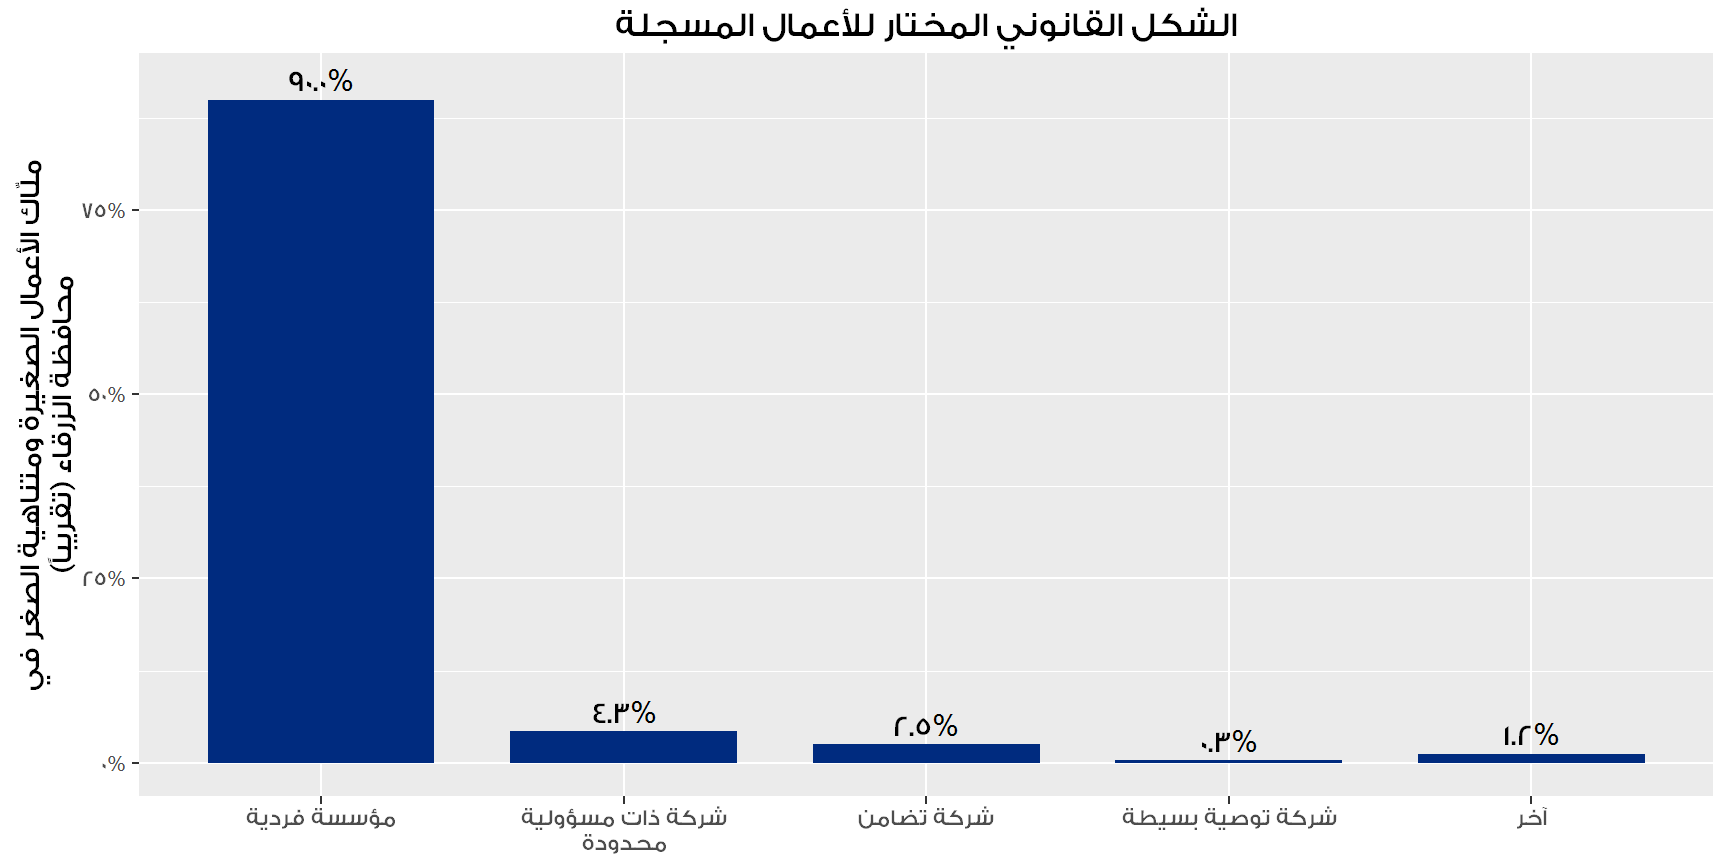 الشكل القانوني المختار للأعمال المسجلة
ملّاك الأعمال الصغيرة ومتناهية الصغر في
محافظة الزرقاء (تقريباً)
٧٥%
٥٠%
٢٥%
٠%
٩٠.٠%
٤.٣%
٢.٥%
٠.٣%
١.٢%
مؤسسة فردية
شركة ذات مسؤولية
محدودة
شركة تضامن
شركة توصية بسيطة
آخر